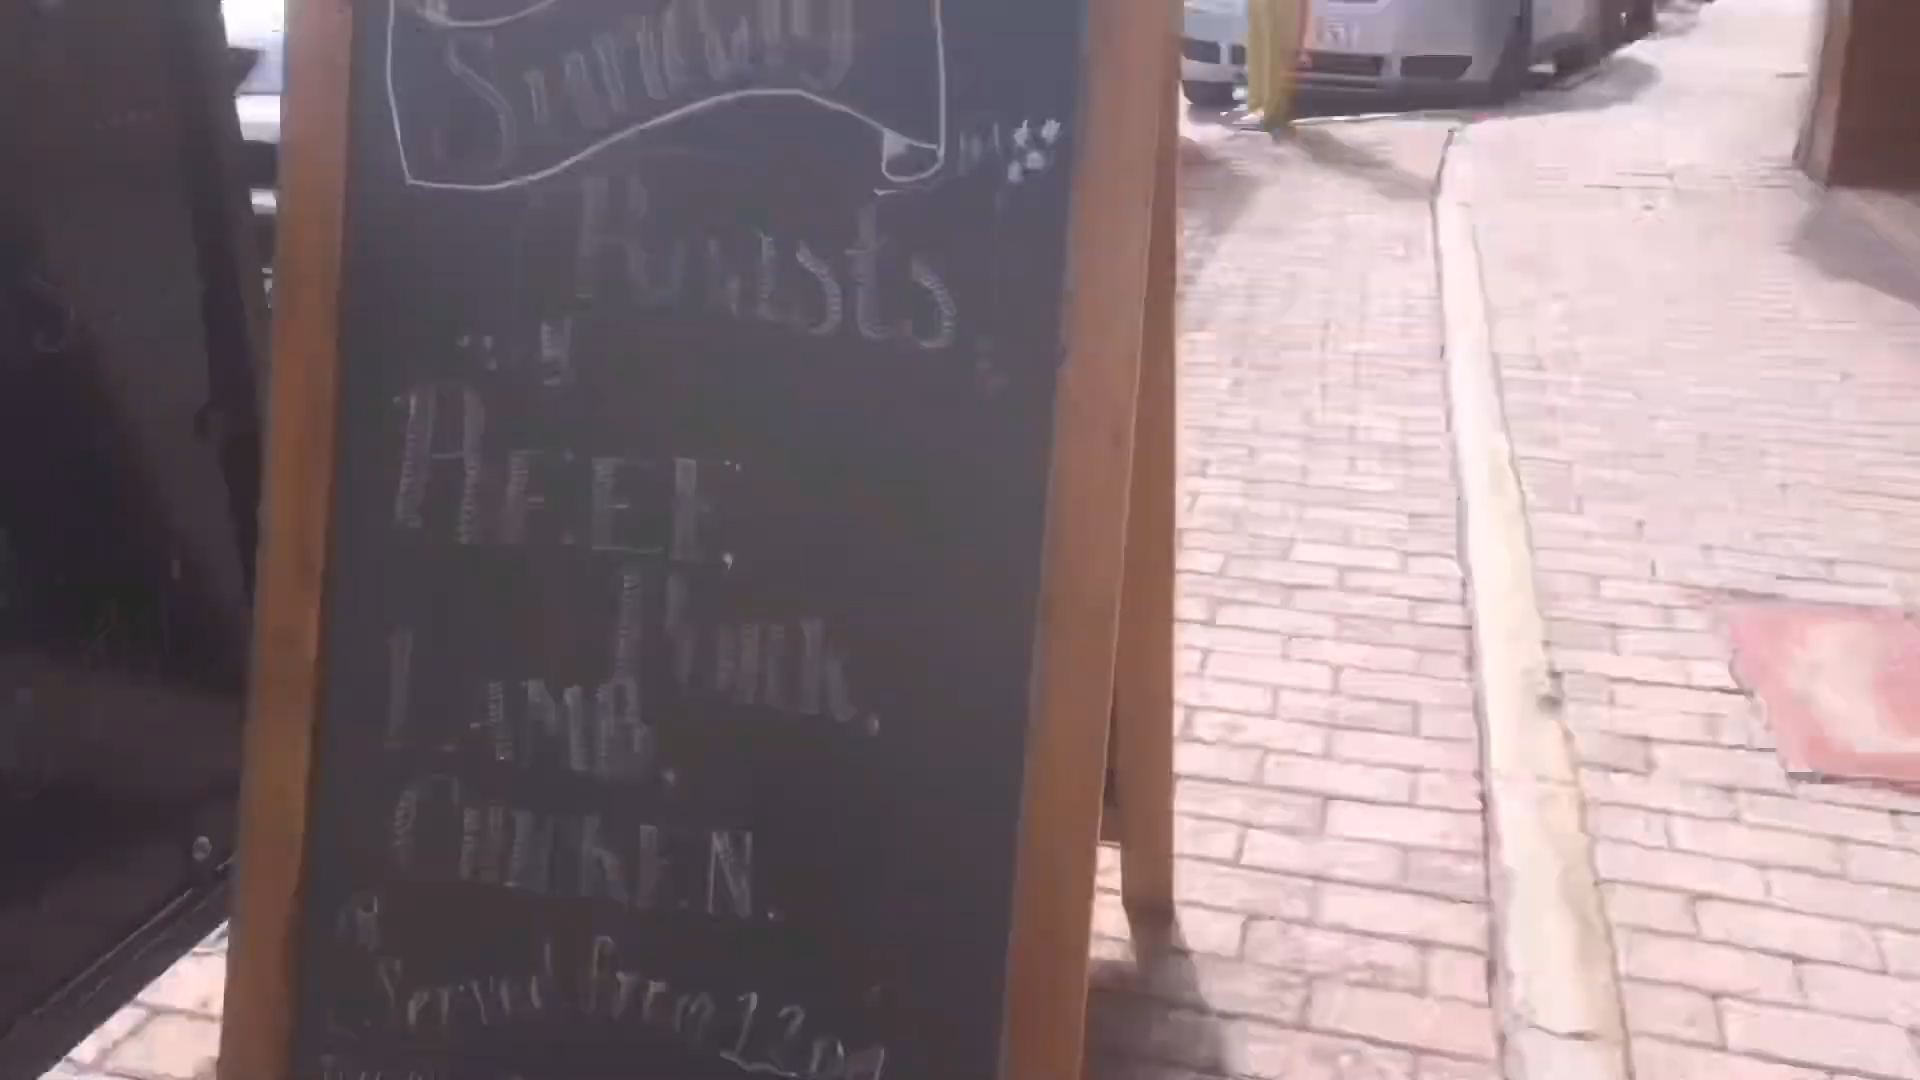 Sunday
Roasts
BEEF,
PORK,
LAMB,
CHICKEN.
Served from 12pm